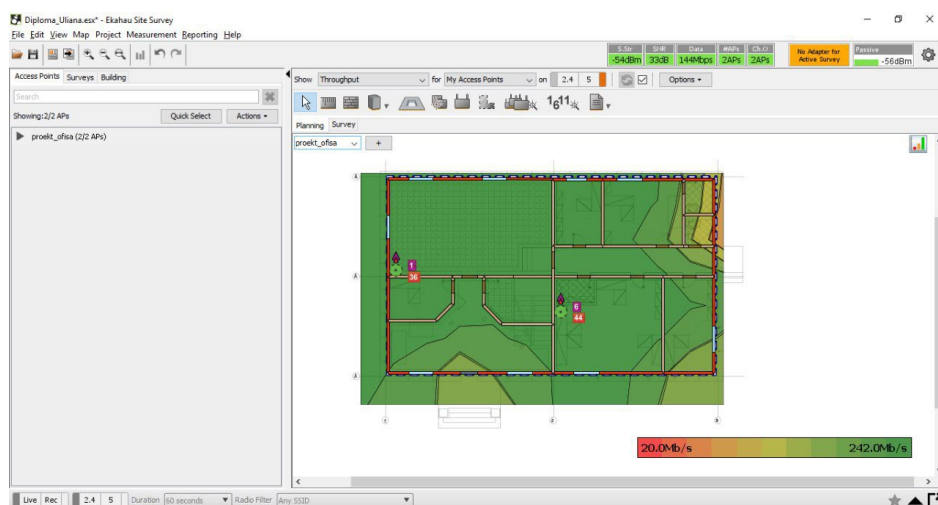 Diploma_Uliana.esx* - Ekahau Site Survey
File Edit View Map Project Measurement Reporting Help
S.Str SNR Data #APs Ch.O
-54dBm 33dB 144Mbps 2APs 2APs
No Adapter for
Active Survey
Passive
-56dBm
Access Points Surveys Building
Search
Showing:2/2 APs Quick Select Actions
proekt_ofisa (2/2 APs)
Show Throughput for My Access Points on 2.4 5 Options
1611
Planning Survey
proekt_ofisa +
A
1
36
A
6
44
A
1 2 3
20.0Mb/s 242.0Mb/s
Live Rec 2.4 5 Duration 60 seconds Radio Filter Any SSID